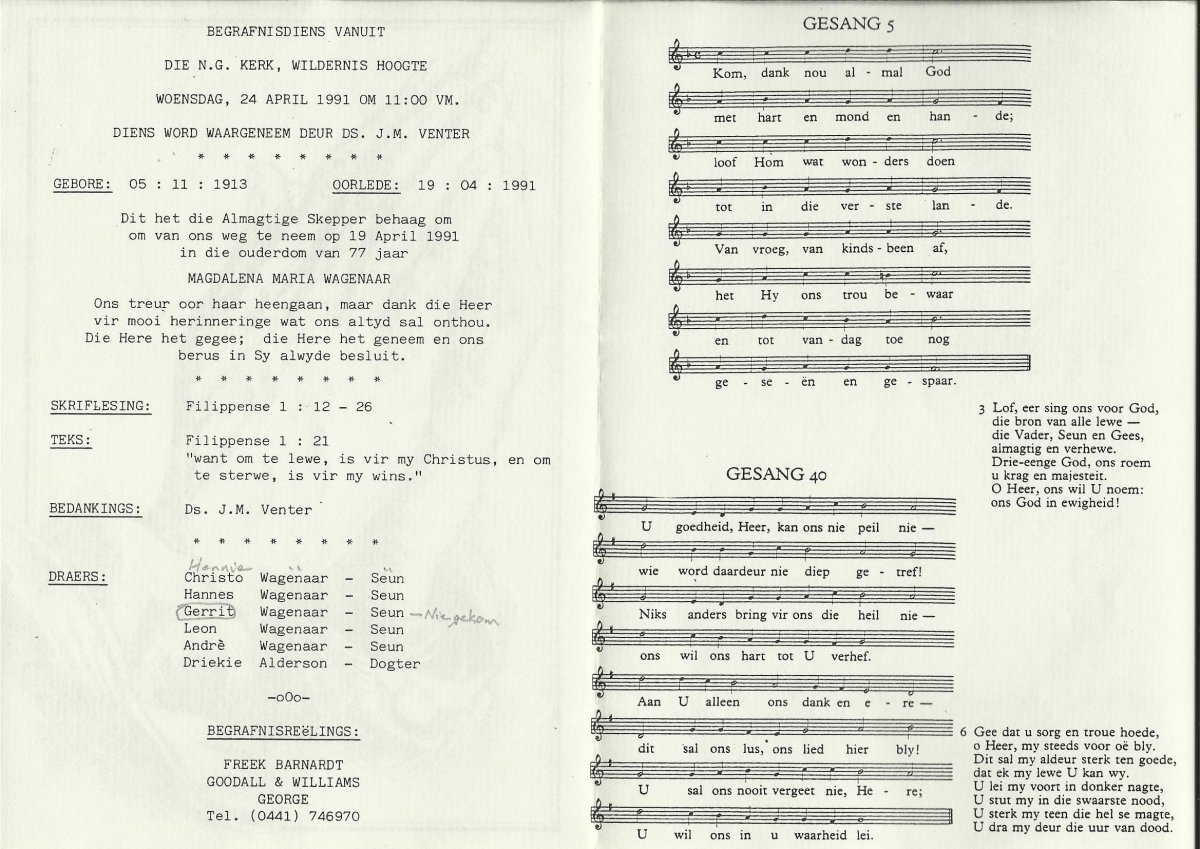 BEGRAFNISDIENS VANUIT
DIE N.G. KERK, WILDERNIS HOOGTE
WOENSDAG, 24 APRIL 1991 OM 11:00 VM.
DIENS WORD WAARGENEEM DEUR DS. J.M. VENTER
* * * * * * * *
GEBORE: 05 : 11 : 1913 OORLEDE: 19 : 04 : 1991
Dit het die Almagtige Skepper behaag om
om van ons weg te neem op 19 April 1991
in die ouderdom van 77 jaar
MAGDALENA MARIA WAGENAAR
Ons treur oor haar heengaan, maar dank die Heer
vir mooi herinneringe wat ons altyd sal onthou.
Die Here het gegee; die Here het geneem en ons
berus in Sy alwyde besluit.
* * * * * * * *
SKRIFLESING: Filippense 1 : 12 - 26
TEKS: Filippense 1 : 21
"want om te lewe, is vir my Christus, en om
te sterwe, is vir my wins."
BEDANKINGS: Ds. J.M. Venter
* * * * * * * *
Hennie
DRAERS: Christo Wagenaar - Seun
Hannes Wagenaar - Seun
Gerrit Wagenaar - Seun - Nie gekom
Leon Wagenaar - Seun
Andrè Wagenaar - Seun
Driekie Alderson - Dogter
-oOo-
BEGRAFNISREëLINGS:
FREEK BARNARDT
GOODALL & WILLIAMS
GEORGE
Tel. (0441) 746970
GESANG 5
Kom, dank nou al - mal God
met hart en mond en han - de;
loof Hom wat won - ders doen
tot in die ver - ste lan - de.
Van vroeg, van kinds - been af,
het Hy ons trou be - waar
en tot van - dag toe nog
ge - se - ën en ge - spaar.
3 Lof, eer sing ons voor God,
die bron van alle lewe —
die Vader, Seun en Gees,
almagtig en verhewe.
Drie-eenge God, ons roem
u krag en majesteit.
O Heer, ons wil U noem:
ons God in ewigheid!
GESANG 40
U goedheid, Heer, kan ons nie peil nie —
wie word daardeur nie diep ge - tref!
Niks anders bring vir ons die heil nie —
ons wil ons hart tot U verhef.
Aan U alleen ons dank en e - re —
dit sal ons lus, ons lied hier bly!
U sal ons nooit vergeet nie, He - re;
U wil ons in u waarheid lei.
6 Gee dat u sorg en troue hoede,
o Heer, my steeds voor oë bly.
Dit sal my aldeur sterk ten goede,
dat ek my lewe U kan wy.
U lei my voort in donker nagte,
U stut my in die swaarste nood,
U sterk my teen die hel se magte,
U dra my deur die uur van dood.